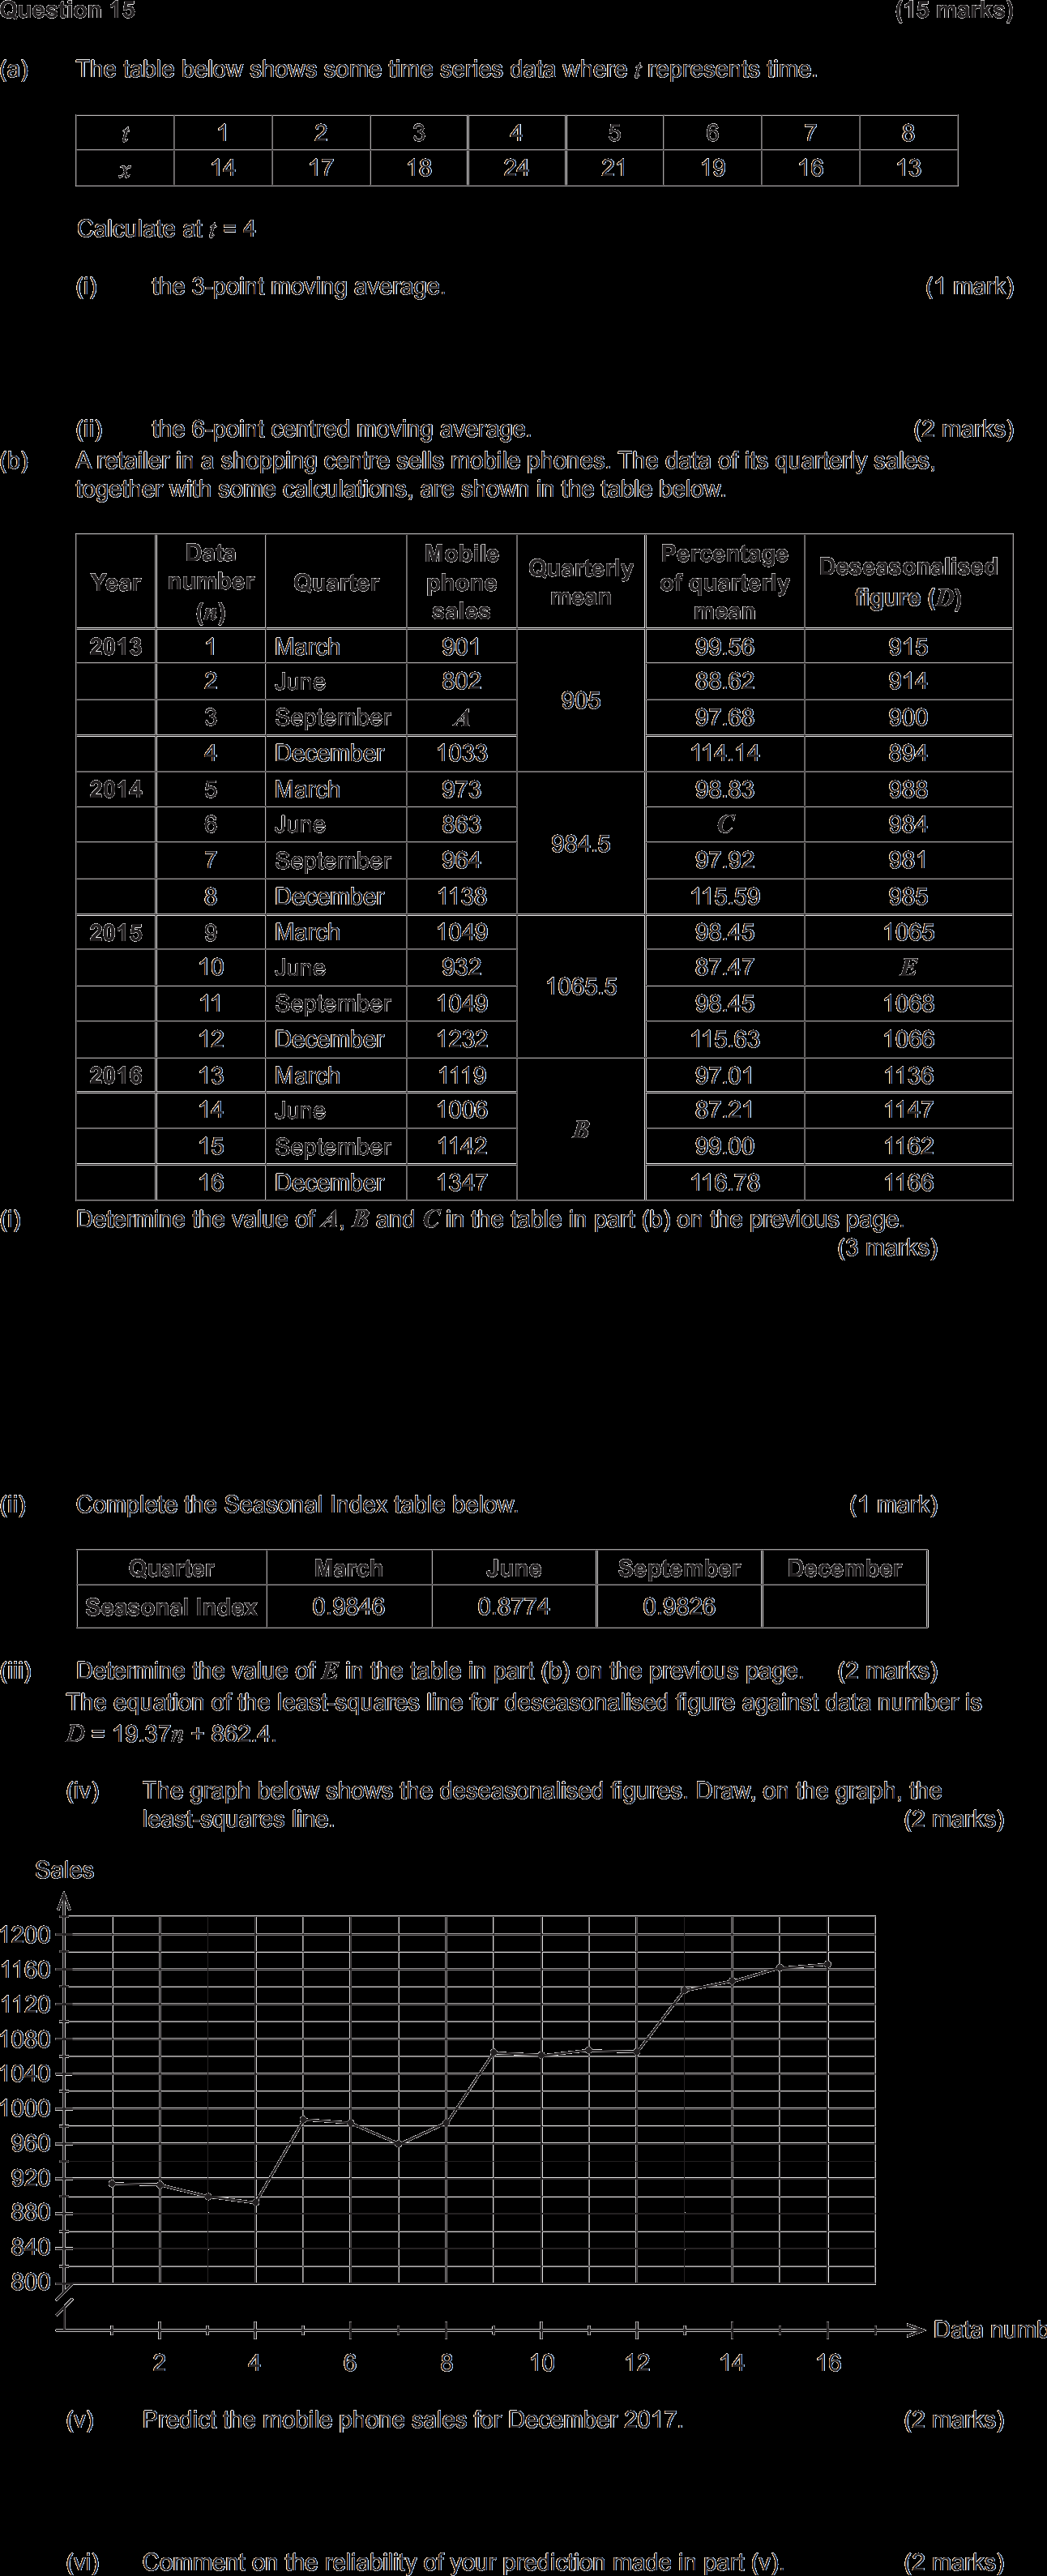 Question 15 (15 marks)
(a) The table below shows some time series data where t represents time.
t 1 2 3 4 5 6 7 8
x 14 17 18 24 21 19 16 13
Calculate at t = 4
(i) the 3-point moving average. (1 mark)
(ii) the 6-point centred moving average. (2 marks)
(b) A retailer in a shopping centre sells mobile phones. The data of its quarterly sales,
together with some calculations, are shown in the table below.
Year Data number (n) Quarter Mobile phone sales Quarterly mean Percentage of quarterly mean Deseasonalised figure (D)
2013 1 March 901 905 99.56 915
2 June 802 88.62 914
3 September A 97.68 900
4 December 1033 114.14 894
2014 5 March 973 984.5 98.83 988
6 June 863 C 984
7 September 964 97.92 981
8 December 1138 115.59 985
2015 9 March 1049 1065.5 98.45 1065
10 June 932 87.47 E
11 September 1049 98.45 1068
12 December 1232 115.63 1066
2016 13 March 1119 B 97.01 1136
14 June 1006 87.21 1147
15 September 1142 99.00 1162
16 December 1347 116.78 1166
(i) Determine the value of A, B and C in the table in part (b) on the previous page.
(3 marks)
(ii) Complete the Seasonal Index table below. (1 mark)
Quarter March June September December
Seasonal Index 0.9846 0.8774 0.9826
(iii) Determine the value of E in the table in part (b) on the previous page. (2 marks)
The equation of the least-squares line for deseasonalised figure against data number is
D = 19.37n + 862.4.
(iv) The graph below shows the deseasonalised figures. Draw, on the graph, the
least-squares line. (2 marks)
Sales
1200
1160
1120
1080
1040
1000
960
920
880
840
800
Data numb
2 4 6 8 10 12 14 16
(v) Predict the mobile phone sales for December 2017. (2 marks)
(vi) Comment on the reliability of your prediction made in part (v). (2 marks)